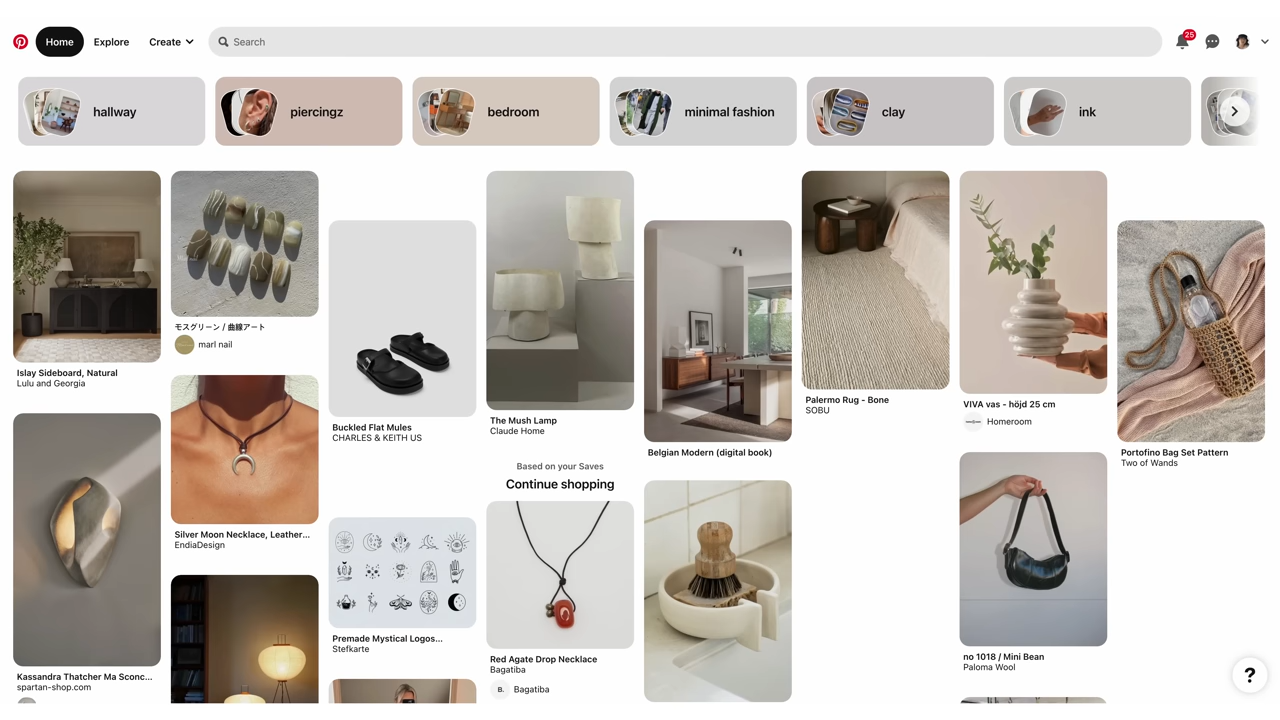 Home
Explore
Create
Search
25
hallway
piercingz
bedroom
minimal fashion
clay
ink
Islay Sideboard, Natural
Lulu and Georgia
モスグリーン / 曲線アート
marl nail
Buckled Flat Mules
CHARLES & KEITH US
The Mush Lamp
Claude Home
Belgian Modern (digital book)
Palermo Rug - Bone
SOBU
VIVA vas - höjd 25 cm
Homeroom
Portofino Bag Set Pattern
Two of Wands
Based on your Saves
Continue shopping
Silver Moon Necklace, Leather...
EndiaDesign
Premade Mystical Logos...
Stefkarte
Red Agate Drop Necklace
Bagatiba
B.
Bagatiba
no 1018 / Mini Bean
Paloma Wool
Kassandra Thatcher Ma Sconc...
spartan-shop.com
?